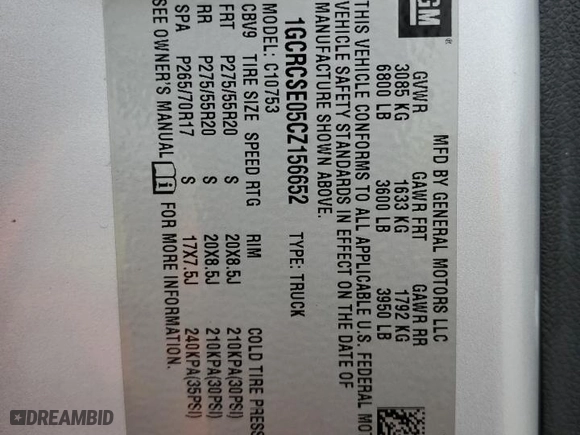 GM
®
MFD BY GENERAL MOTORS LLC
GVWR GAWR FRT GAWR RR
3085 KG 1633 KG 1792 KG
6800 LB 3600 LB 3950 LB
THIS VEHICLE CONFORMS TO ALL APPLICABLE U.S. FEDERAL MOT
VEHICLE SAFETY STANDARDS IN EFFECT ON THE DATE OF
MANUFACTURE SHOWN ABOVE.
1GCRCSE05CZ156652 TYPE: TRUCK
MODEL: C10753
CBV9 TIRE SIZE SPEED RTG RIM COLD TIRE PRESS
FRT P275/55R20 S 20X8.5J 210KPA(30PSI)
RR P275/55R20 S 20X8.5J 210KPA(30PSI)
SPA P265/70R17 S 17X7.5J 240KPA(35PSI)
SEE OWNER'S MANUAL FOR MORE INFORMATION.
DREAMBID